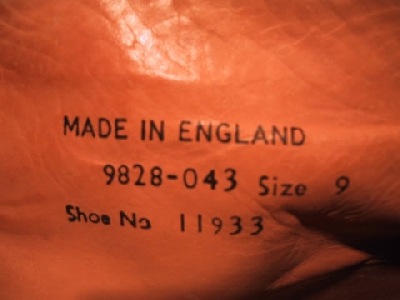 MADE IN ENGLAND
9828-043 Size 9
Shoe No 11933